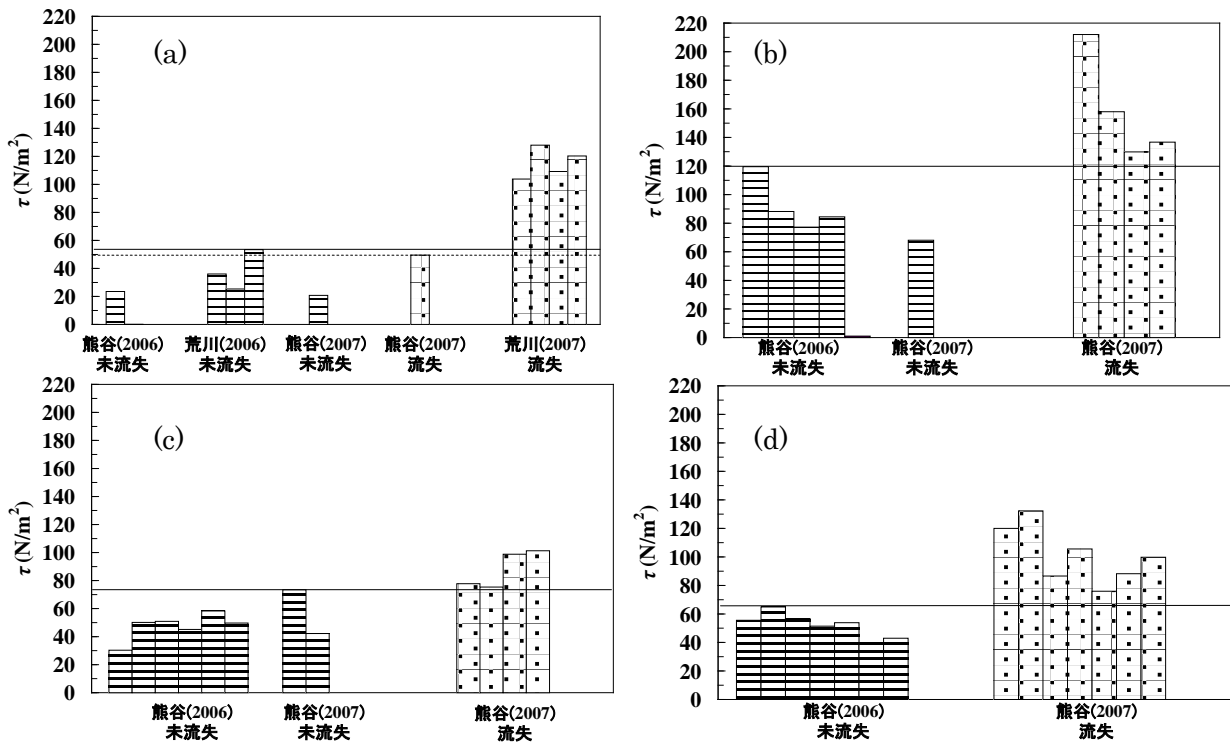 220
200
180
160
140
120
100
80
60
40
20
0
τ (N/m²)
(a)
熊谷(2006)
未流失
荒川(2006)
未流失
熊谷(2007)
未流失
熊谷(2007)
流失
荒川(2007)
流失
220
200
180
160
140
120
100
80
60
40
20
0
τ (N/m²)
(b)
熊谷(2006)
未流失
熊谷(2007)
未流失
熊谷(2007)
流失
220
200
180
160
140
120
100
80
60
40
20
0
τ (N/m²)
(c)
熊谷(2006)
未流失
熊谷(2007)
未流失
熊谷(2007)
流失
220
200
180
160
140
120
100
80
60
40
20
0
τ (N/m²)
(d)
熊谷(2006)
未流失
熊谷(2007)
流失